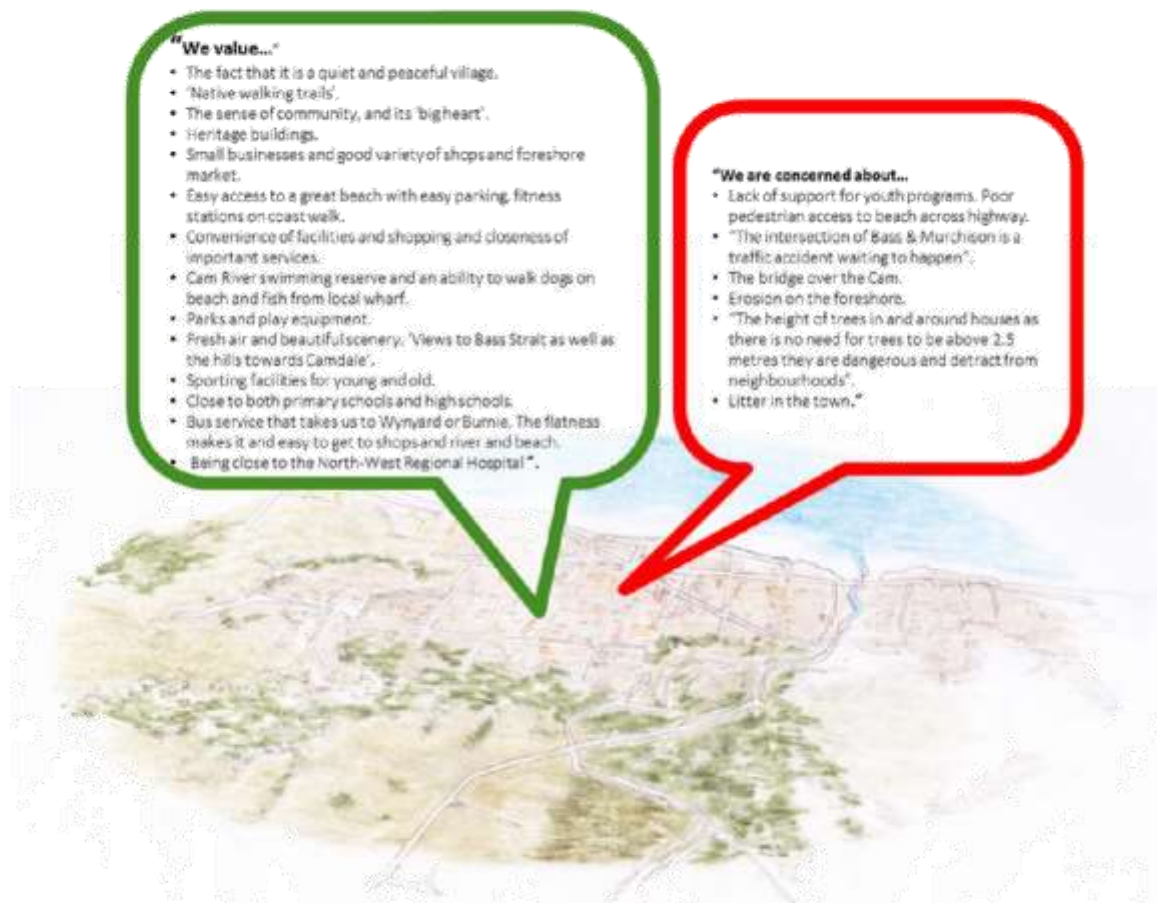 "We value..."
• The fact that it is a quiet and peaceful village.
• 'Native walking trails'.
• The sense of community, and its 'big heart'.
• Heritage buildings.
• Small businesses and good variety of shops and foreshore
market.
• Easy access to a great beach with easy parking, fitness
stations on coast walk.
• Convenience of facilities and shopping and closeness of
important services.
• Cam River swimming reserve and an ability to walk dogs on
beach and fish from local wharf.
• Parks and play equipment.
• Fresh air and beautiful scenery. 'Views to Bass Strait as well as
the hills towards Camdale'.
• Sporting facilities for young and old.
• Close to both primary schools and high schools.
• Bus service that takes us to Wynyard or Burnie. The flatness
makes it and easy to get to shops and river and beach.
• Being close to the North-West Regional Hospital".
"We are concerned about...
• Lack of support for youth programs. Poor
pedestrian access to beach across highway.
• "The intersection of Bass & Murchison is a
traffic accident waiting to happen".
• The bridge over the Cam.
• Erosion on the foreshore.
• "The height of trees in and around houses as
there is no need for trees to be above 2.5
metres they are dangerous and detract from
neighbourhoods".
• Litter in the town."